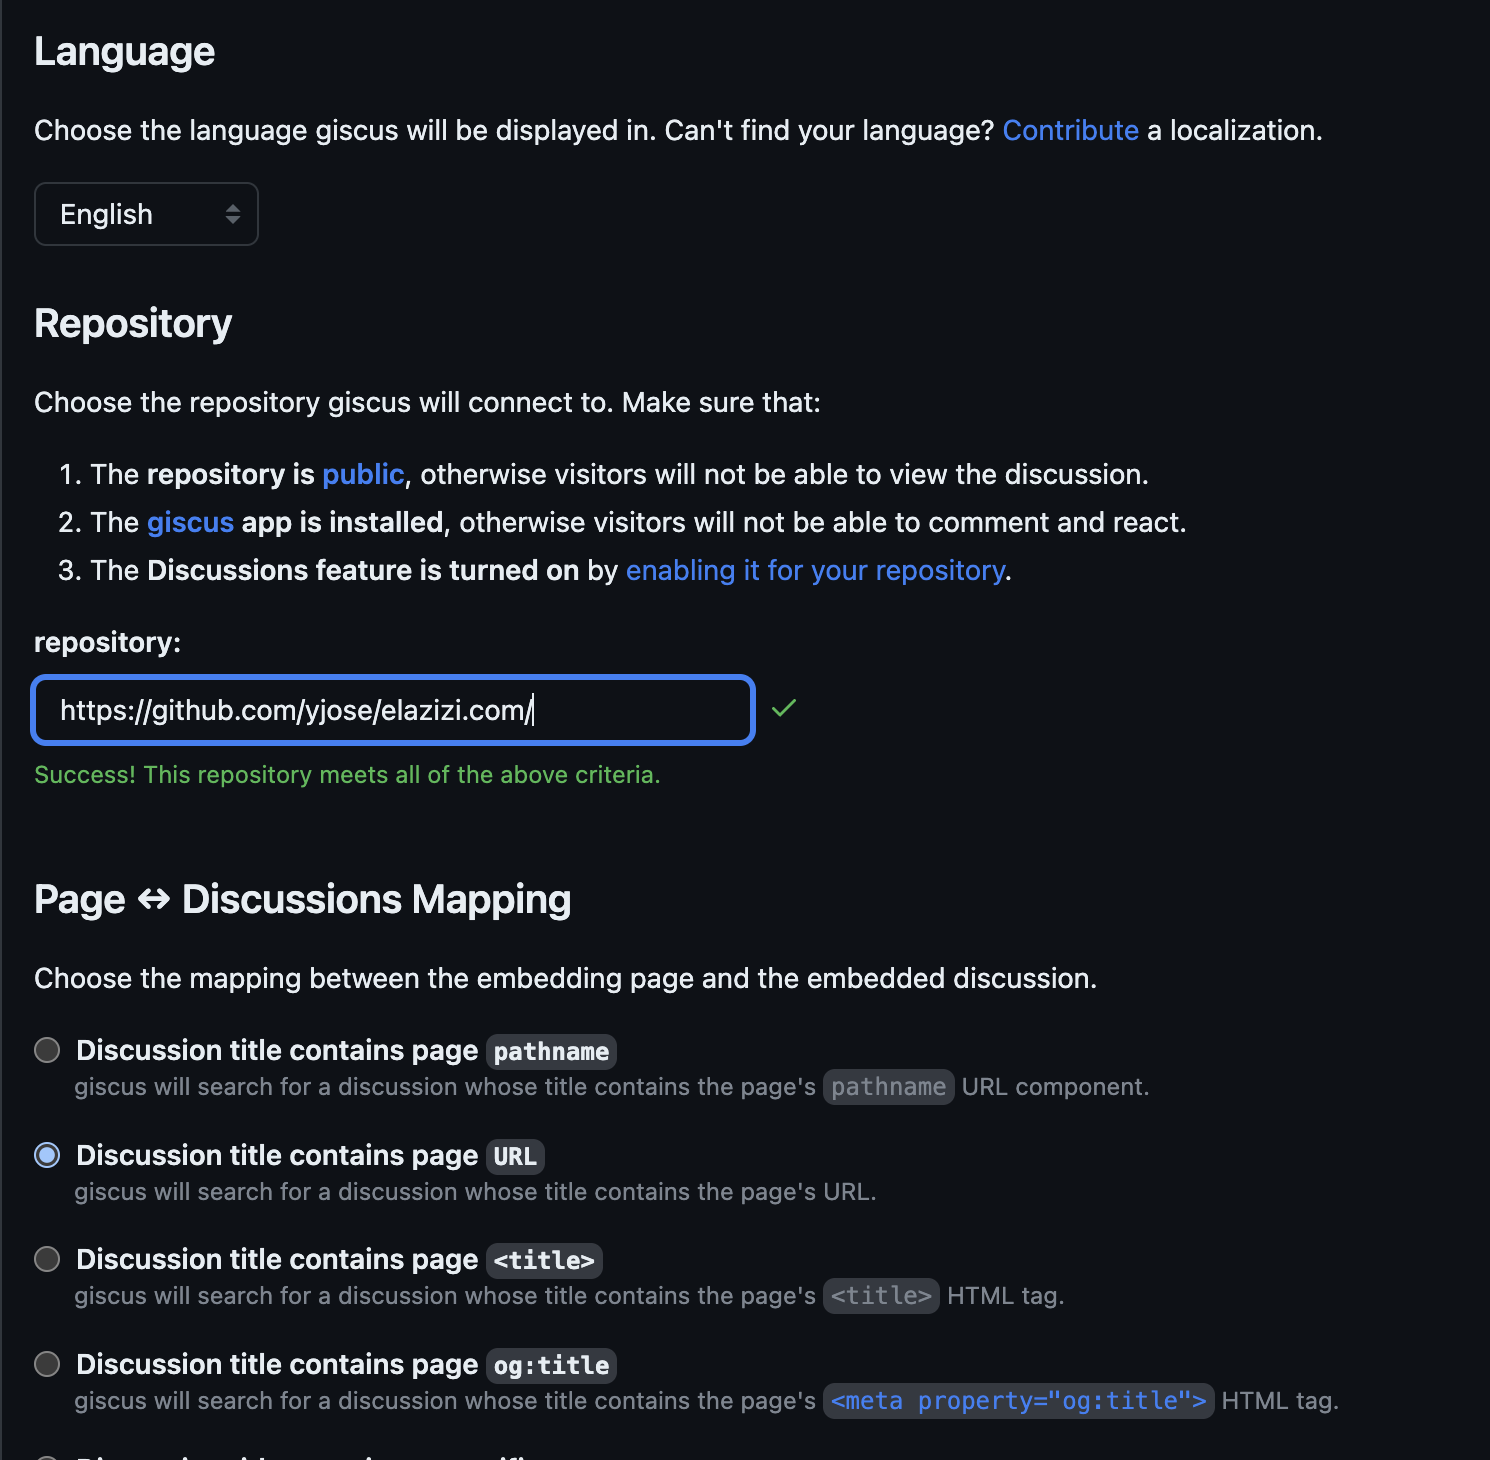 Language
Choose the language giscus will be displayed in. Can't find your language? Contribute a localization.
English
Repository
Choose the repository giscus will connect to. Make sure that:
1. The repository is public, otherwise visitors will not be able to view the discussion.
2. The giscus app is installed, otherwise visitors will not be able to comment and react.
3. The Discussions feature is turned on by enabling it for your repository.
repository:
https://github.com/yjose/elazizi.com/
Success! This repository meets all of the above criteria.
Page ↔ Discussions Mapping
Choose the mapping between the embedding page and the embedded discussion.
Discussion title contains page pathname
giscus will search for a discussion whose title contains the page's pathname URL component.
Discussion title contains page URL
giscus will search for a discussion whose title contains the page's URL.
Discussion title contains page <title>
giscus will search for a discussion whose title contains the page's <title> HTML tag.
Discussion title contains page og:title
giscus will search for a discussion whose title contains the page's <meta property="og:title"> HTML tag.